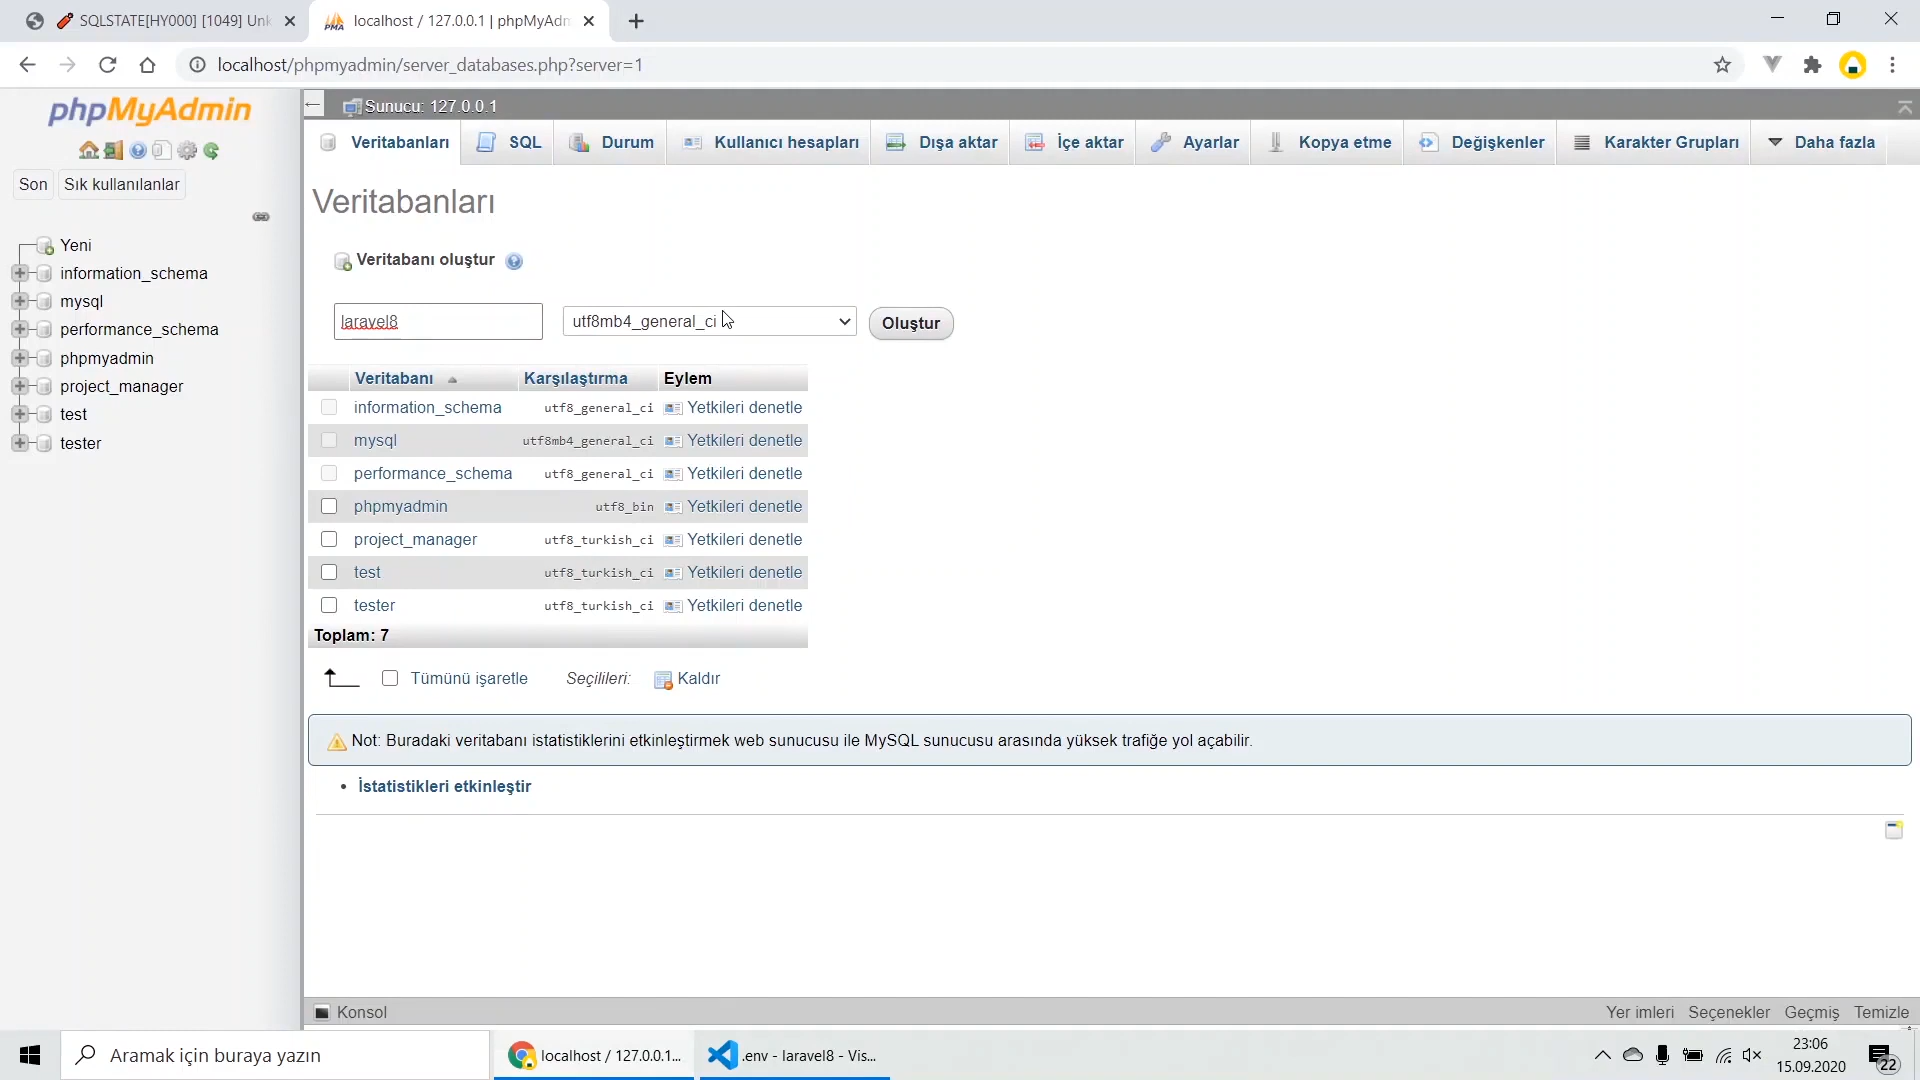 SQLSTATE[HY000] [1049] Unk
localhost / 127.0.0.1 | phpMyAdm
localhost/phpmyadmin/server_databases.php?server=1
phpMyAdmin
Son Sık kullanılanlar
Yeni
information_schema
mysql
performance_schema
phpmyadmin
project_manager
test
tester
Sunucu: 127.0.0.1
Veritabanları SQL Durum Kullanıcı hesapları Dışa aktar İçe aktar Ayarlar Kopya etme Değişkenler Karakter Grupları Daha fazla
Veritabanları
Veritabanı oluştur
laravel8 utf8mb4_general_ci Oluştur
Veritabanı Karşılaştırma Eylem
information_schema utf8_general_ci Yetkileri denetle
mysql utf8mb4_general_ci Yetkileri denetle
performance_schema utf8_general_ci Yetkileri denetle
phpmyadmin utf8_bin Yetkileri denetle
project_manager utf8_turkish_ci Yetkileri denetle
test utf8_turkish_ci Yetkileri denetle
tester utf8_turkish_ci Yetkileri denetle
Toplam: 7
Tümünü işaretle Seçilileri: Kaldır
Not: Buradaki veritabanı istatistiklerini etkinleştirmek web sunucusu ile MySQL sunucusu arasında yüksek trafiğe yol açabilir.
• İstatistikleri etkinleştir
Konsol Yer imleri Seçenekler Geçmiş Temizle
Aramak için buraya yazın
localhost / 127.0.0.1...
.env - laravel8 - Vis...
23:06
15.09.2020
22